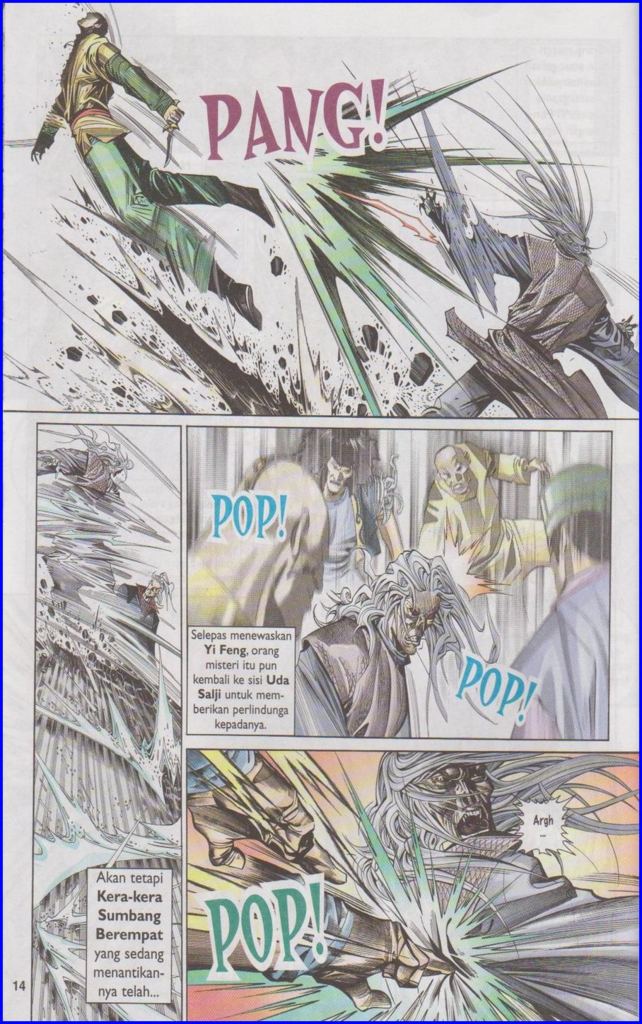 PANG!
POP!
Selepas menewaskan
Yi Feng, orang
misteri itu pun
kembali ke sisi Uda
Salji untuk mem-
berikan perlindunga
kepadanya.
POP!
Akan tetapi
Kera-kera
Sumbang
Berempat
yang sedang
menantikan-
nya telah...
Argh
...
POP!
14